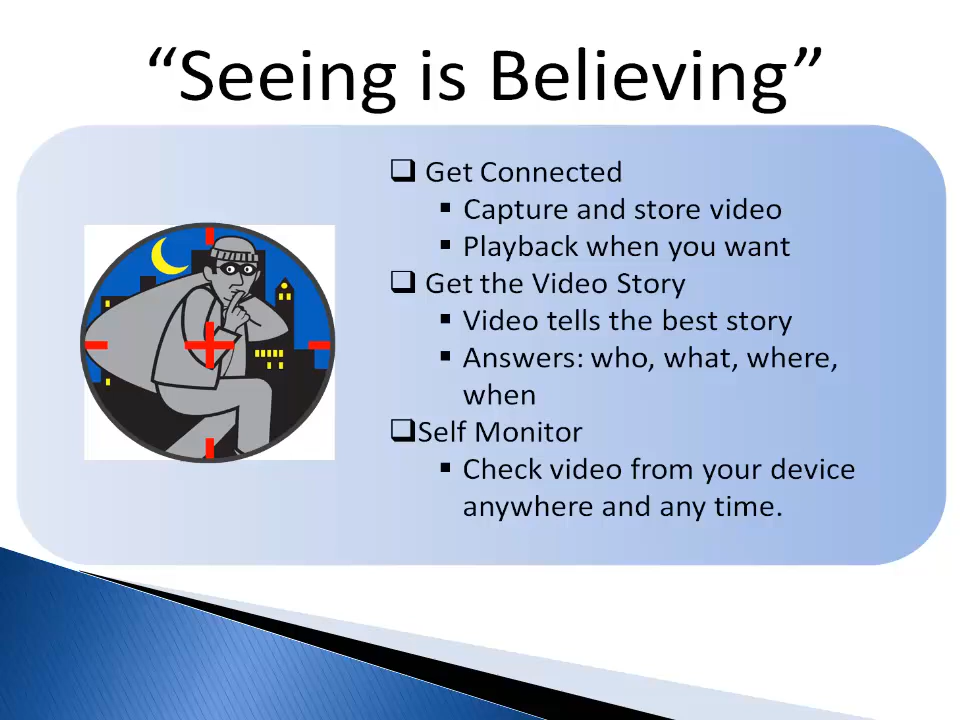 “Seeing is Believing”
❑ Get Connected
▪ Capture and store video
▪ Playback when you want
❑ Get the Video Story
▪ Video tells the best story
▪ Answers: who, what, where,
when
❑Self Monitor
▪ Check video from your device
anywhere and any time.